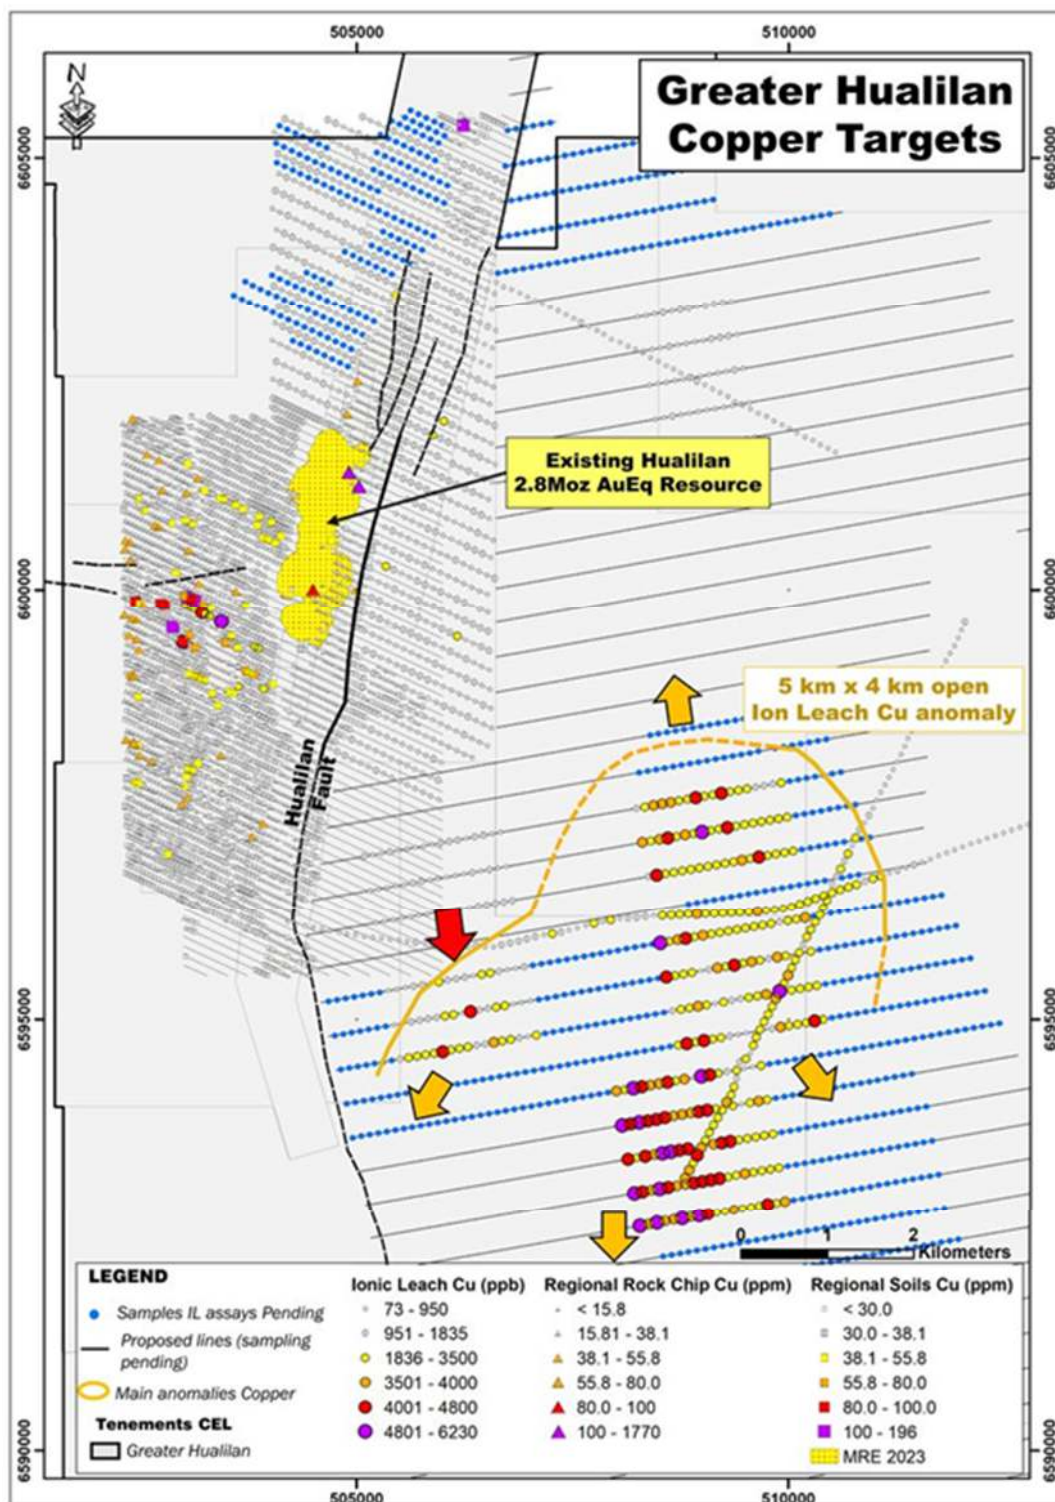 505000
510000
N
Greater Hualilan
Copper Targets
6605000
6605000
Existing Hualilan
2.8Moz AuEq Resource
6600000
6600000
5 km x 4 km open
Ion Leach Cu anomaly
Hualilan
Fault
6595000
6595000
0 1 2
Kilometers
LEGEND
Samples IL assays Pending
Proposed lines (sampling
pending)
Main anomalies Copper
Tenements CEL
Greater Hualilan
Ionic Leach Cu (ppb)
73 - 950
951 - 1835
1836 - 3500
3501 - 4000
4001 - 4800
4801 - 6230
Regional Rock Chip Cu (ppm)
< 15.8
15.81 - 38.1
38.1 - 55.8
55.8 - 80.0
80.0 - 100
100 - 1770
Regional Soils Cu (ppm)
< 30.0
30.0 - 38.1
38.1 - 55.8
55.8 - 80.0
80.0 - 100.0
100 - 196
MRE 2023
6590000
6590000
505000
510000